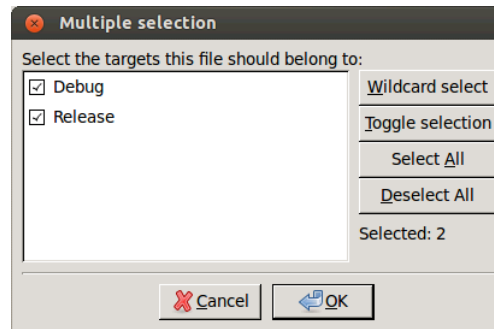 Multiple selection
Select the targets this file should belong to:
Debug
Release
Wildcard select
Toggle selection
Select All
Deselect All
Selected: 2
Cancel
OK